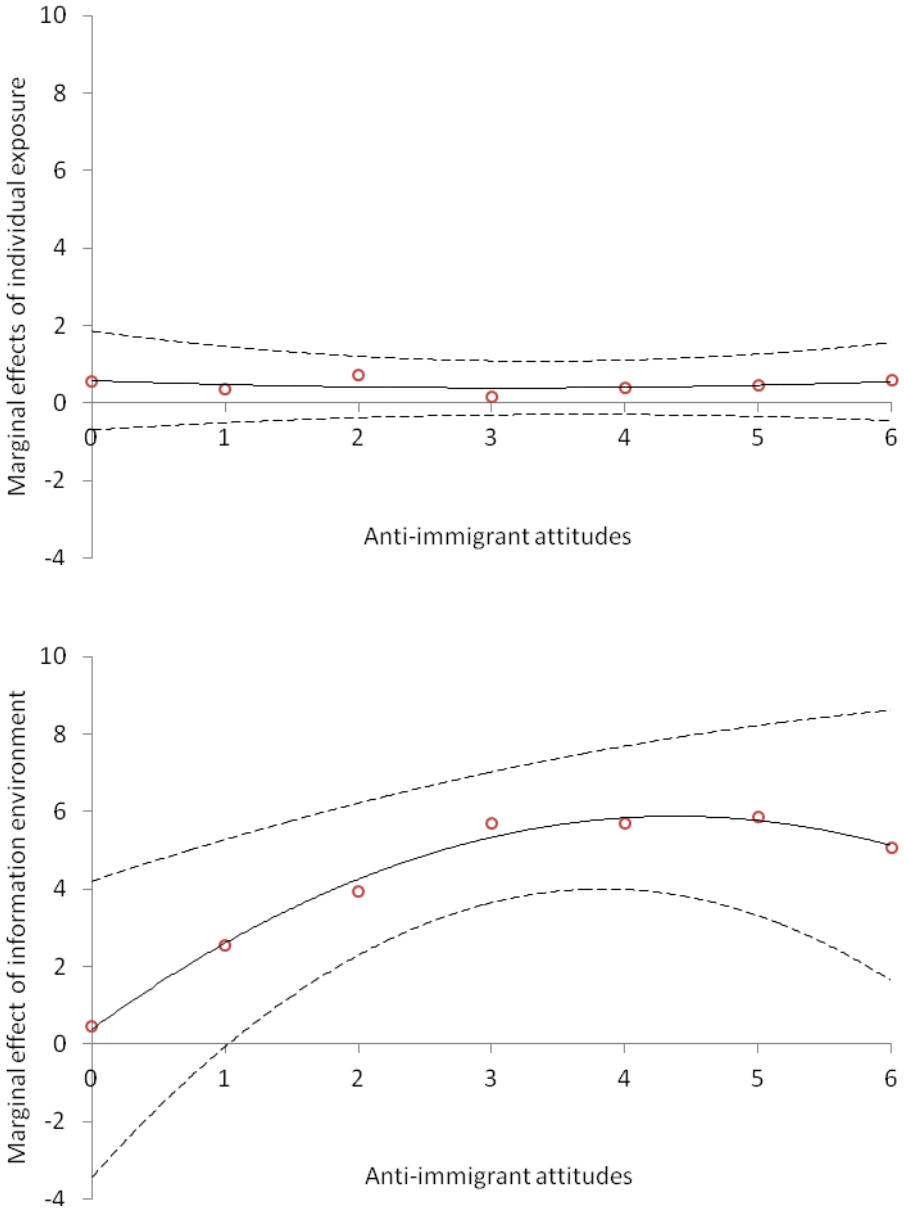 Marginal effects of individual exposure
10
8
6
4
2
0
-2
-4
0 1 2 3 4 5 6
Anti-immigrant attitudes
Marginal effect of information environment
10
8
6
4
2
0
-2
-4
0 1 2 3 4 5 6
Anti-immigrant attitudes